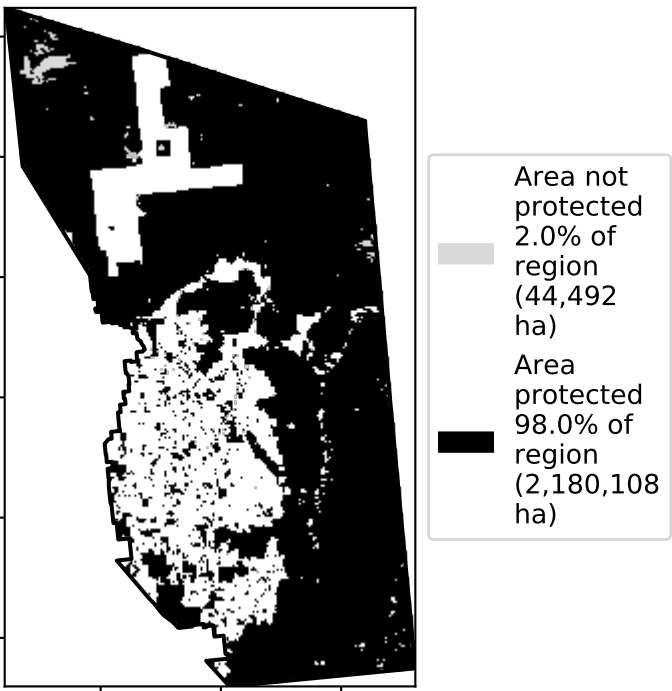 Area not
protected
2.0% of
region
(44,492
ha)
Area
protected
98.0% of
region
(2,180,108
ha)